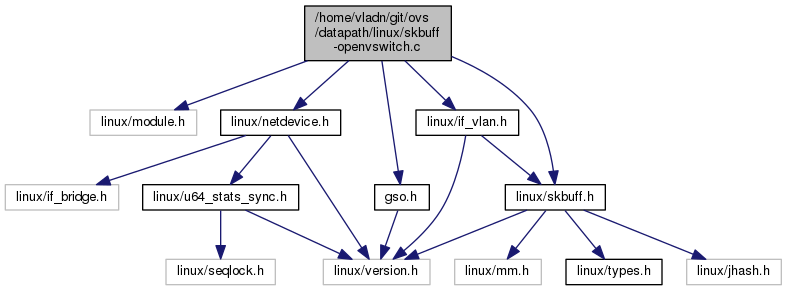 /home/vladn/git/ovs
/datapath/linux/skbuff
-openvswitch.c
linux/module.h
linux/netdevice.h
linux/if_vlan.h
linux/if_bridge.h
linux/u64_stats_sync.h
gso.h
linux/skbuff.h
linux/seqlock.h
linux/version.h
linux/mm.h
linux/types.h
linux/jhash.h